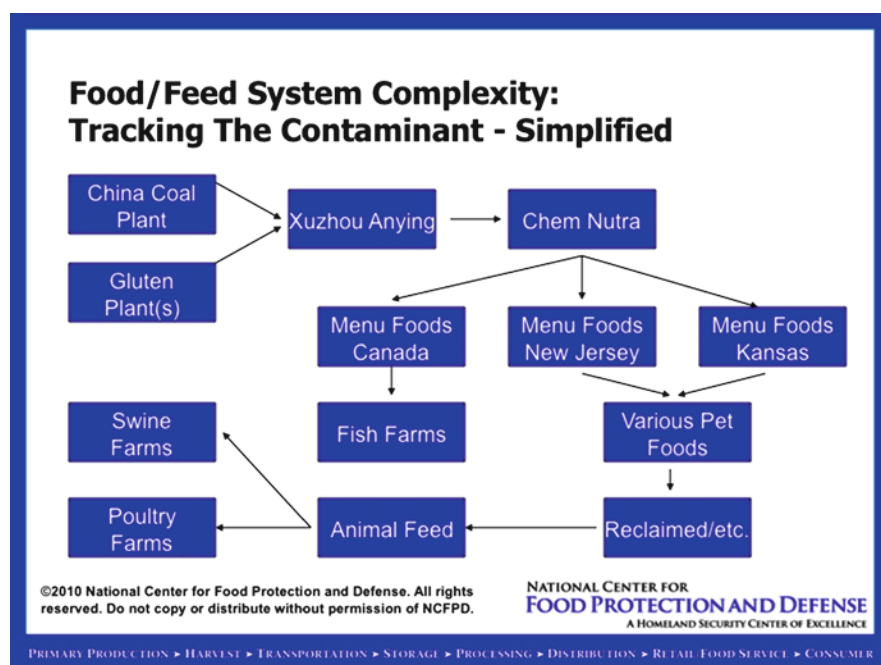 Food/Feed System Complexity:
Tracking The Contaminant - Simplified
China Coal
Plant
Xuzhou Anying
Chem Nutra
Gluten
Plant(s)
Menu Foods
Canada
Menu Foods
New Jersey
Menu Foods
Kansas
Swine
Farms
Fish Farms
Various Pet
Foods
Poultry
Farms
Animal Feed
Reclaimed/etc.
©2010 National Center for Food Protection and Defense. All rights
reserved. Do not copy or distribute without permission of NCFPD.
NATIONAL CENTER FOR
FOOD PROTECTION AND DEFENSE
A HOMELAND SECURITY CENTER OF EXCELLENCE
PRIMARY PRODUCTION ➤ HARVEST ➤ TRANSPORTATION ➤ STORAGE ➤ PROCESSING ➤ DISTRIBUTION ➤ RETAIL/FOOD SERVICE ➤ CONSUMER